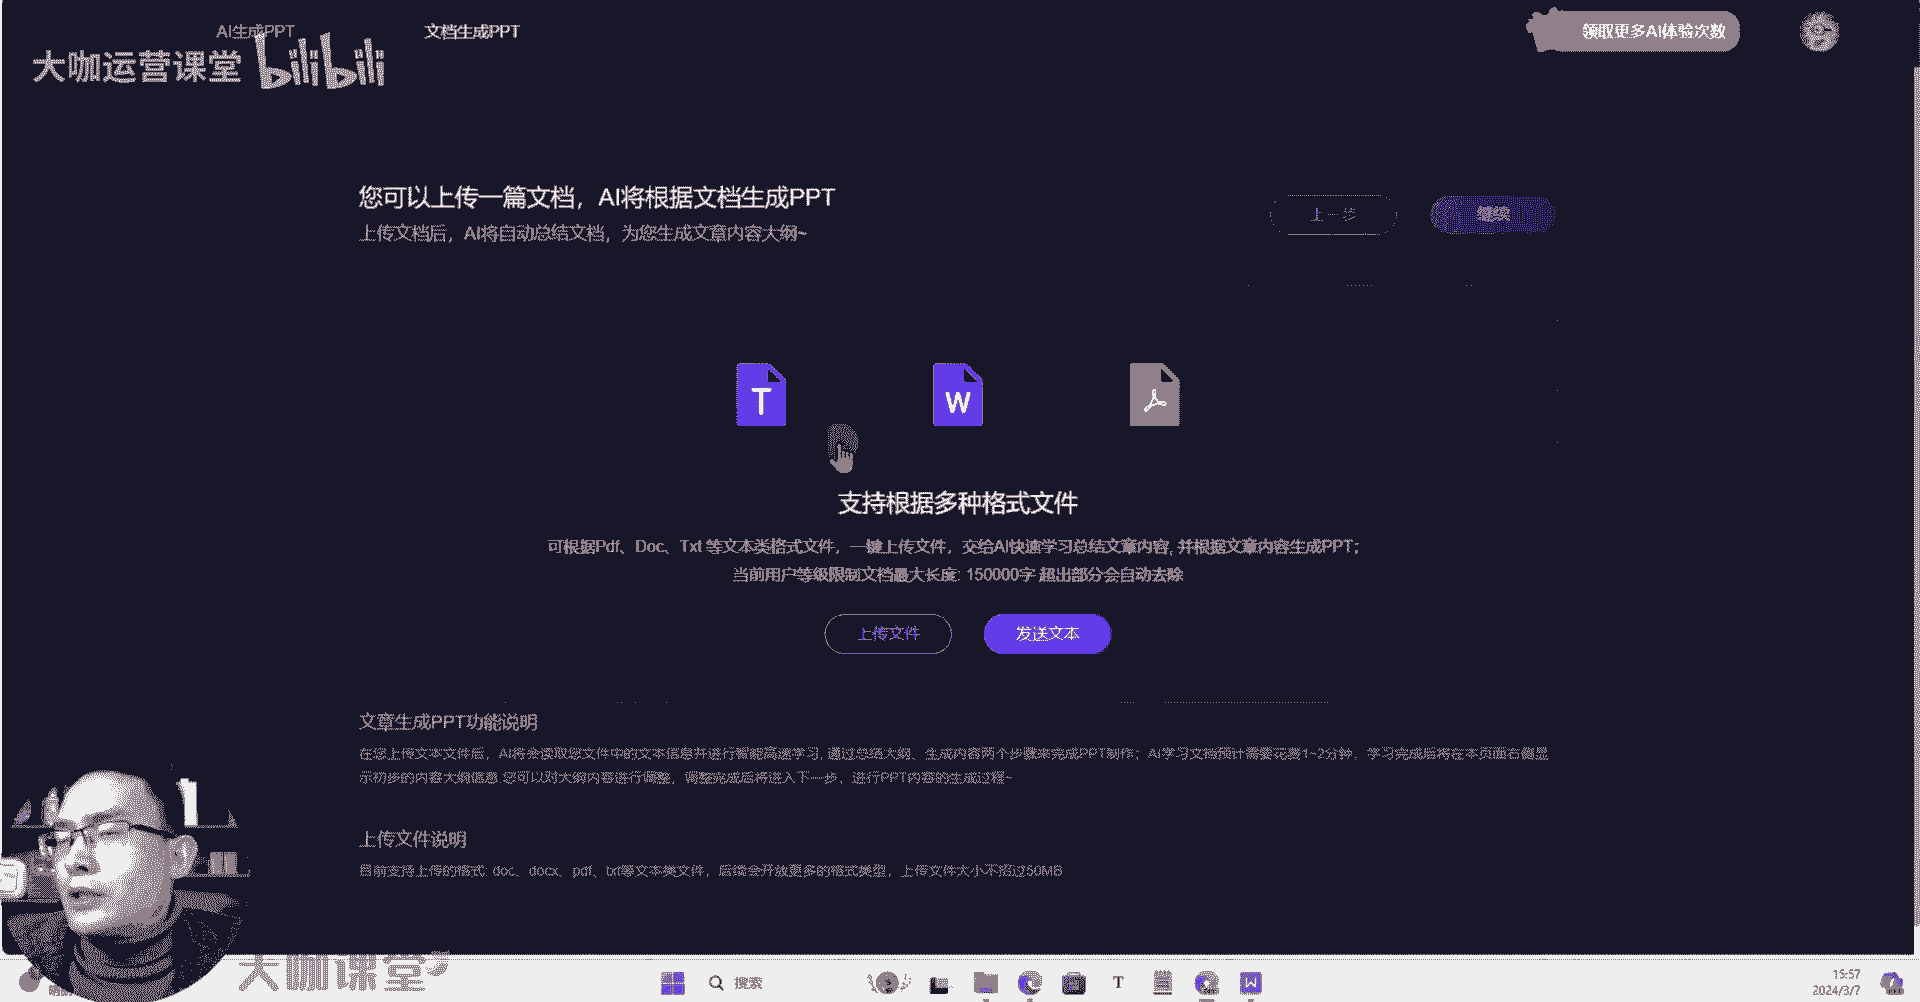 AI生成PPT
文档生成PPT
领取更多AI体验次数
大咖运营课堂 bilibili
您可以上传一篇文档，AI将根据文档生成PPT
上传文档后，AI将自动总结文档，为您生成文章内容大纲~
上一步
继续
T
W
支持根据多种格式文件
可根据Pdf、Doc、Txt 等文本类格式文件，一键上传文件，交给AI快速学习总结文章内容, 并根据文章内容生成PPT；
当前用户等级限制文档最大长度: 150000字 超出部分会自动去除
上传文件
发送文本
文章生成PPT功能说明
在您上传文本文件后，AI将会读取您文件中的文本信息并进行智能高速学习, 通过总结大纲、生成内容两个步骤来完成PPT制作；AI学习文档预计需要花费1~2分钟，学习完成后将在本页面右侧显
示初步的内容大纲信息.您可以对大纲内容进行调整，调整完成后将进入下一步，进行PPT内容的生成过程~
上传文件说明
目前支持上传的格式: doc、docx、pdf、txt等文本类文件，后续会开放更多的格式类型，上传文件大小不超过50MB
大咖课堂
搜索
T
W
15:57
2024/3/7